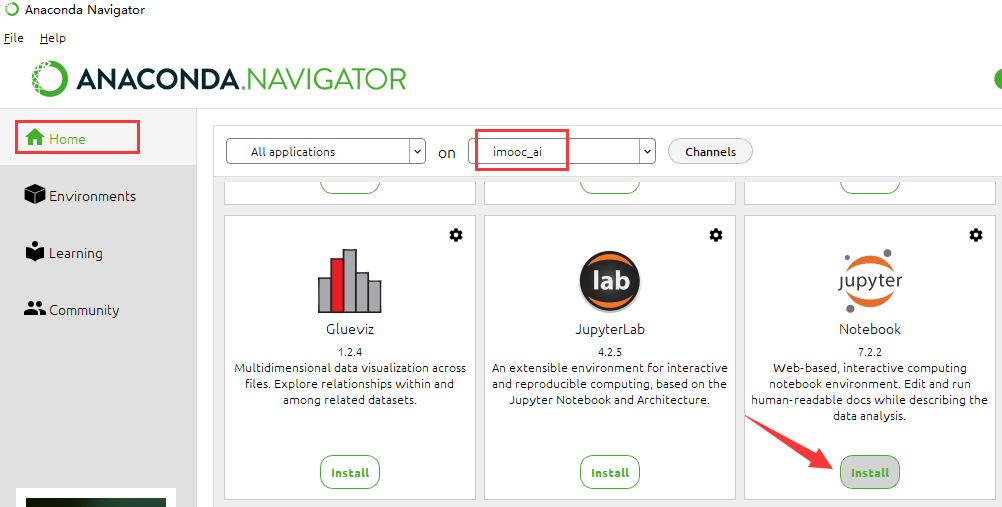 Anaconda Navigator
File Help
ANACONDA.NAVIGATOR
Home
All applications on imooc_ai Channels
Environments
Learning
Community
Glueviz
1.2.4
Multidimensional data visualization across
files. Explore relationships within and
among related datasets.
Install
lab
JupyterLab
4.2.5
An extensible environment for interactive
and reproducible computing, based on the
Jupyter Notebook and Architecture.
Install
jupyter
Notebook
7.2.2
Web-based, interactive computing
notebook environment. Edit and run
human-readable docs while describing the
data analysis.
Install